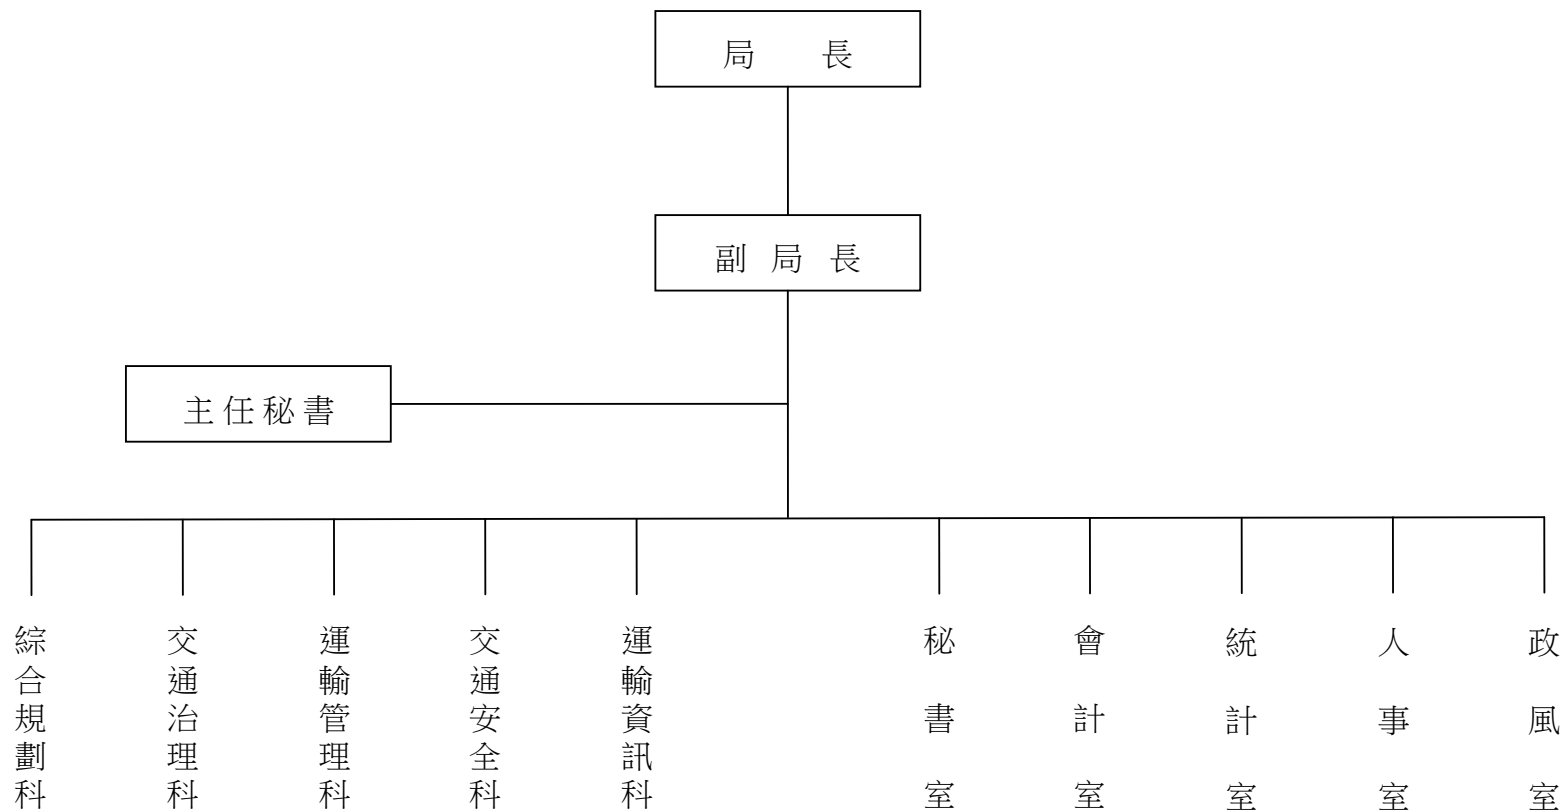 局 長
副 局 長
主任秘書
綜合規劃科
交通治理科
運輸管理科
交通安全科
運輸資訊科
秘書室
會計室
統計室
人事室
政風室